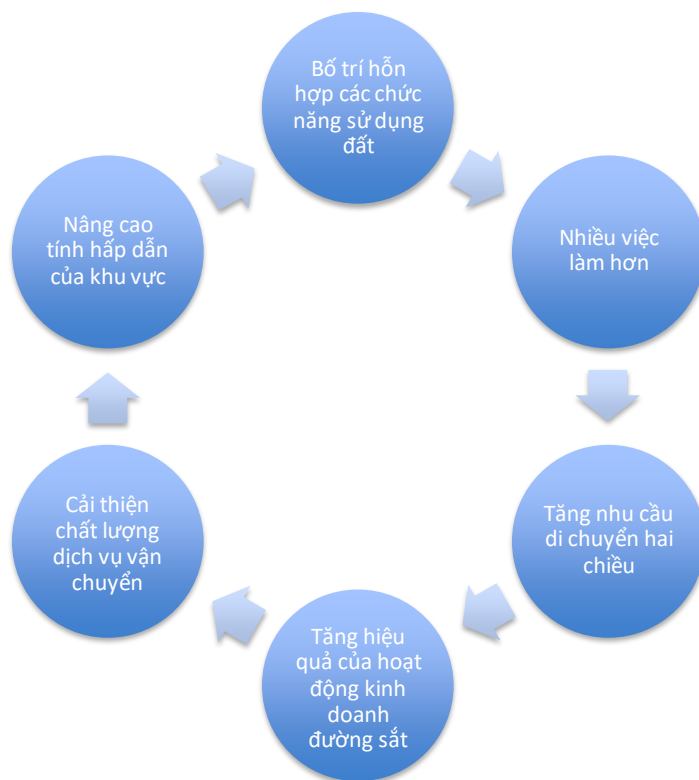 Bố trí hỗn
hợp các chức
năng sử dụng
đất
Nhiều việc
làm hơn
Tăng nhu cầu
di chuyển hai
chiều
Tăng hiệu
quả của hoạt
động kinh
doanh
đường sắt
Cải thiện
chất lượng
dịch vụ vận
chuyển
Nâng cao
tính hấp dẫn
của khu vực